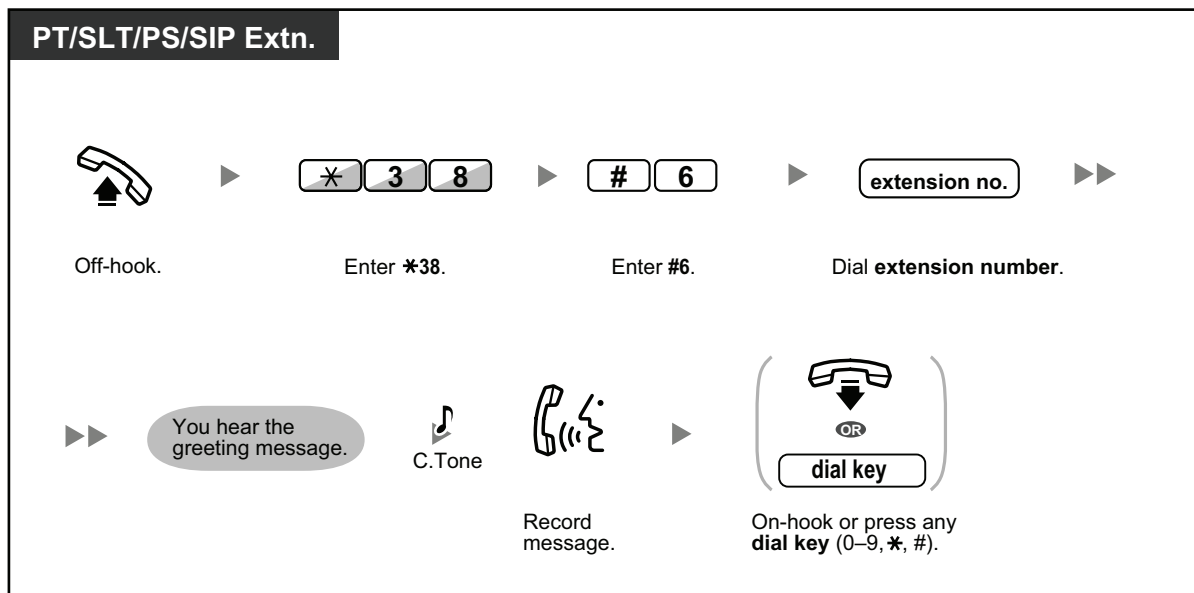 PT/SLT/PS/SIP Extn.
* 3 8 # 6 extension no.
Off-hook. Enter *38. Enter #6. Dial extension number.
You hear the
greeting message.
C.Tone
OR
dial key
Record
message.
On-hook or press any
dial key (0–9, *, #).